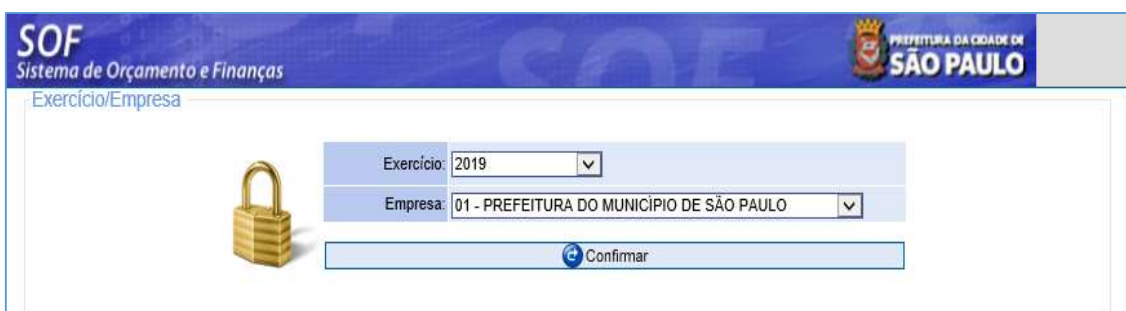 SOF
Sistema de Orçamento e Finanças
PREFEITURA DA CIDADE DE
SÃO PAULO
Exercício/Empresa
Exercício: 2019
Empresa: 01 - PREFEITURA DO MUNICÍPIO DE SÃO PAULO
Confirmar